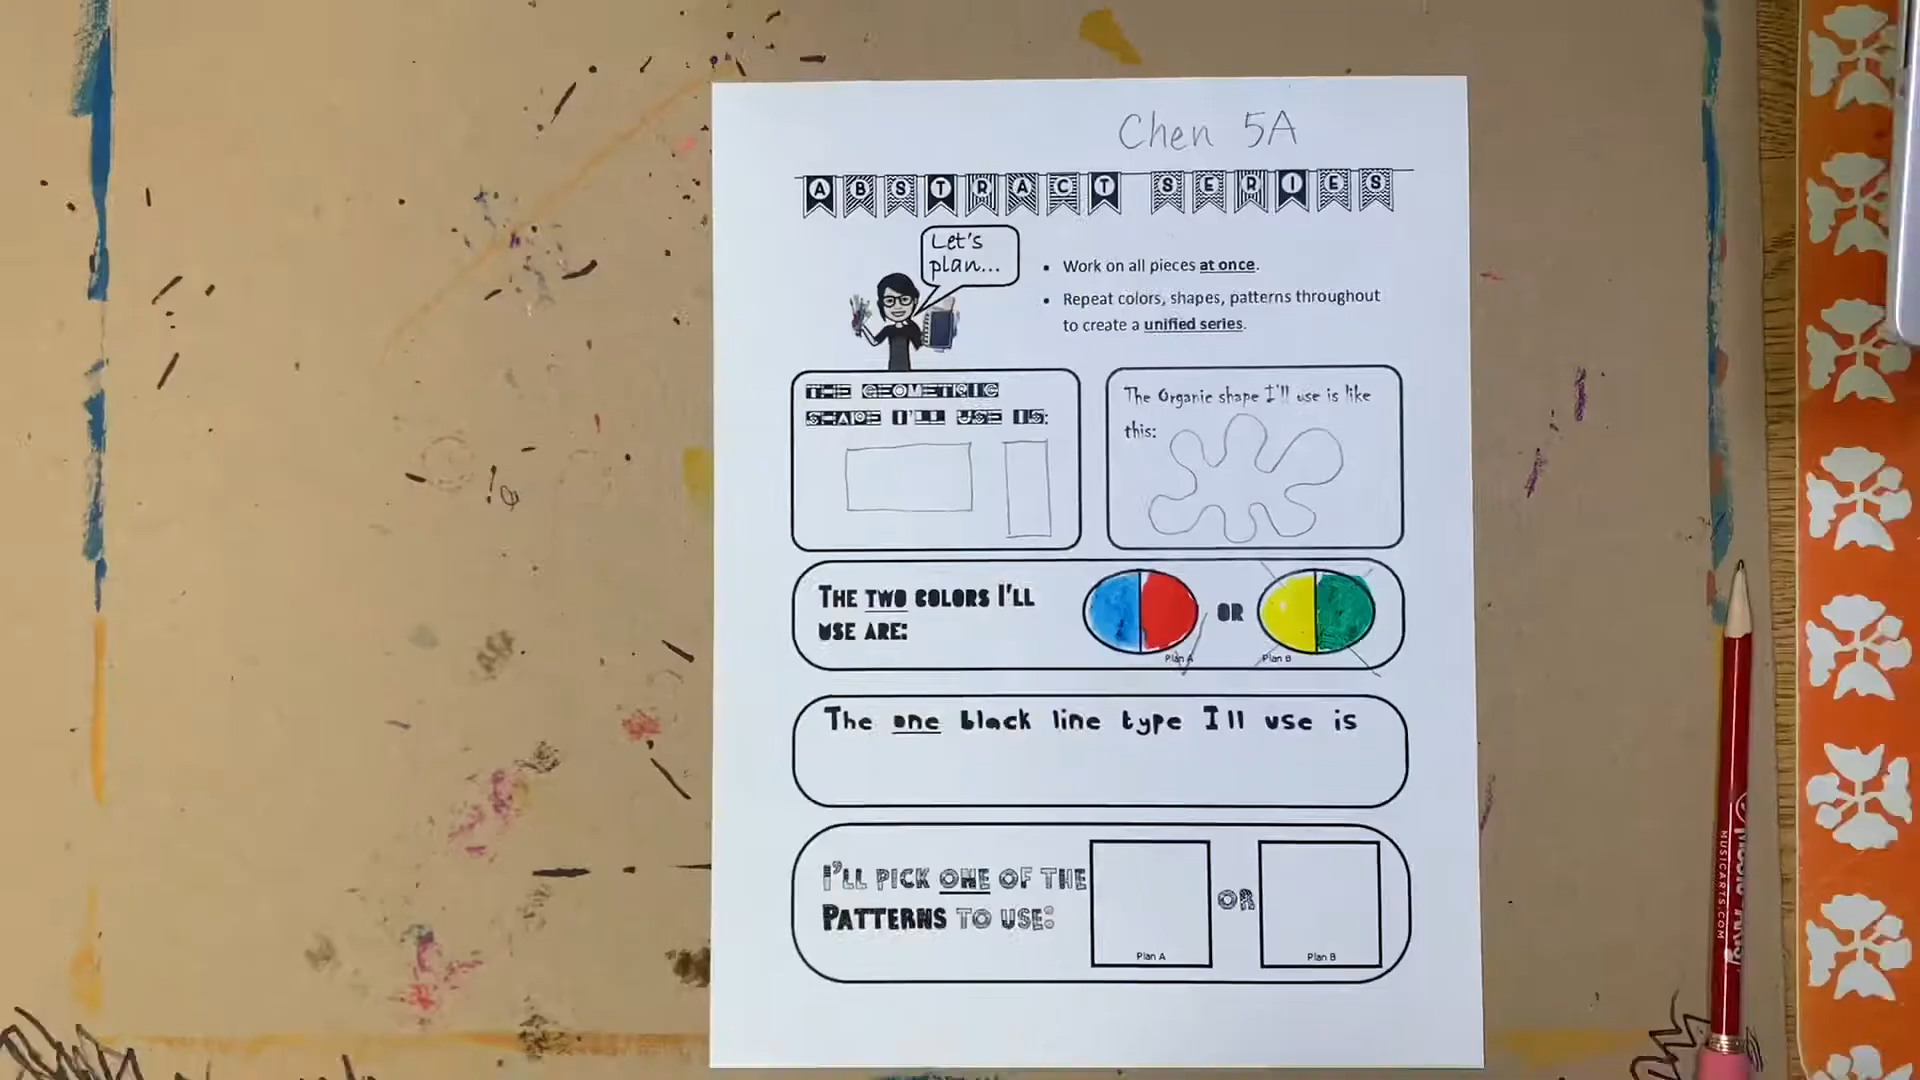 Chen 5A
ABSTRACT SERIES
Let's
plan...
• Work on all pieces at once.
• Repeat colors, shapes, patterns throughout
to create a unified series.
THE GEOMETRIC
SHAPE I'LL USE IS:
The Organic shape I'll use is like
this:
THE TWO COLORS I'LL
USE ARE:
OR
Plan A
Plan B
The one black line type I'll use is
I'LL PICK ONE OF THE
PATTERNS TO USE:
OR
Plan A
Plan B
MUSICARTS.COM